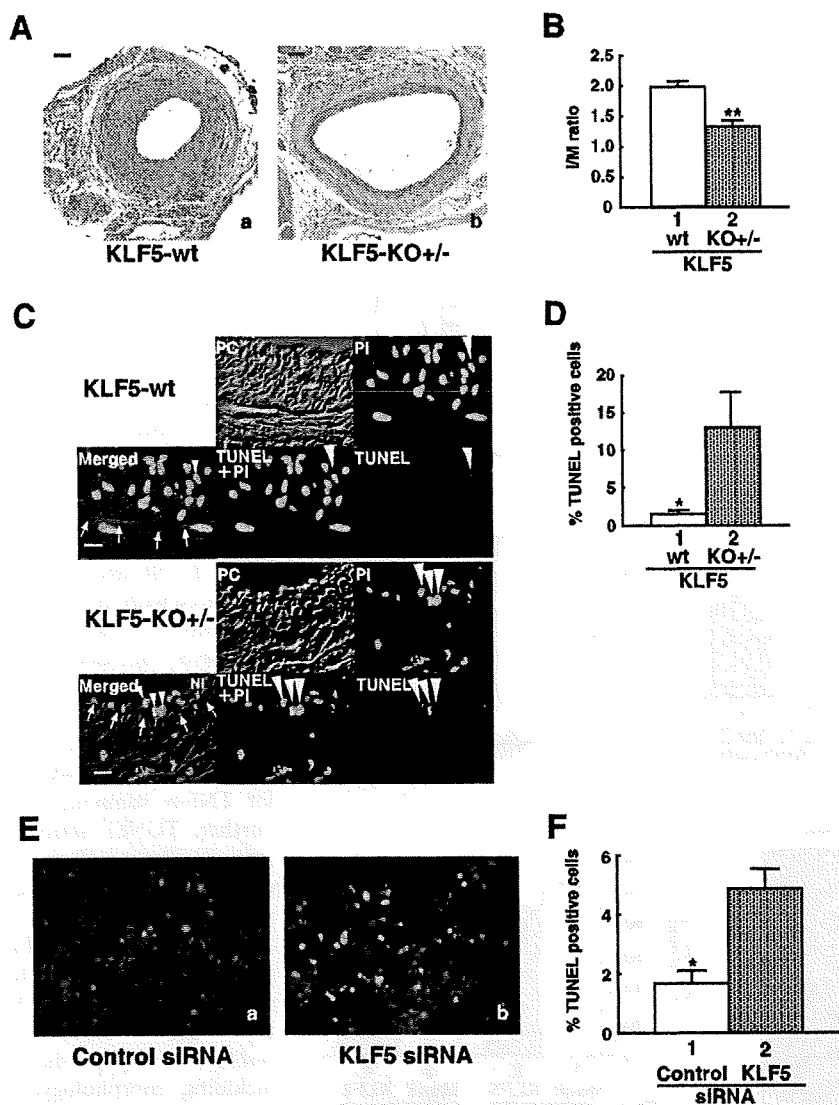 A
a
KLF5-wt
b
KLF5-KO+/-
B
I/M ratio
2.5
2.0
1.5
1.0
0.5
0
**
1 2
wt KO+/-
KLF5
C
KLF5-wt
PC
PI
Merged
TUNEL
+PI
TUNEL
KLF5-KO+/-
PC
PI
Merged
NI
TUNEL
+PI
TUNEL
D
% TUNEL positive cells
20
15
10
5
0
*
1 2
wt KO+/-
KLF5
E
a
Control siRNA
b
KLF5 siRNA
F
% TUNEL positive cells
6
4
2
0
*
1 2
Control KLF5
siRNA